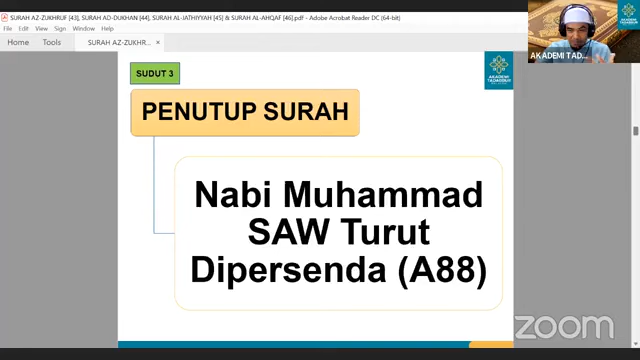 SURAH AZ-ZUKHRUF [43], SURAH AD-DUKHAN [44], SURAH AL-JATHIYYAH [45] & SURAH AL-AHQAF [46].pdf - Adobe Acrobat Reader DC (64-bit)
File Edit View Sign Window Help
Home Tools SURAH AZ-ZUKHR... ×
AKADEMI TAD...
SUDUT 3
AKADEMI
TADABBUR
PENUTUP SURAH
Nabi Muhammad
SAW Turut
Dipersenda (A88)
zoom